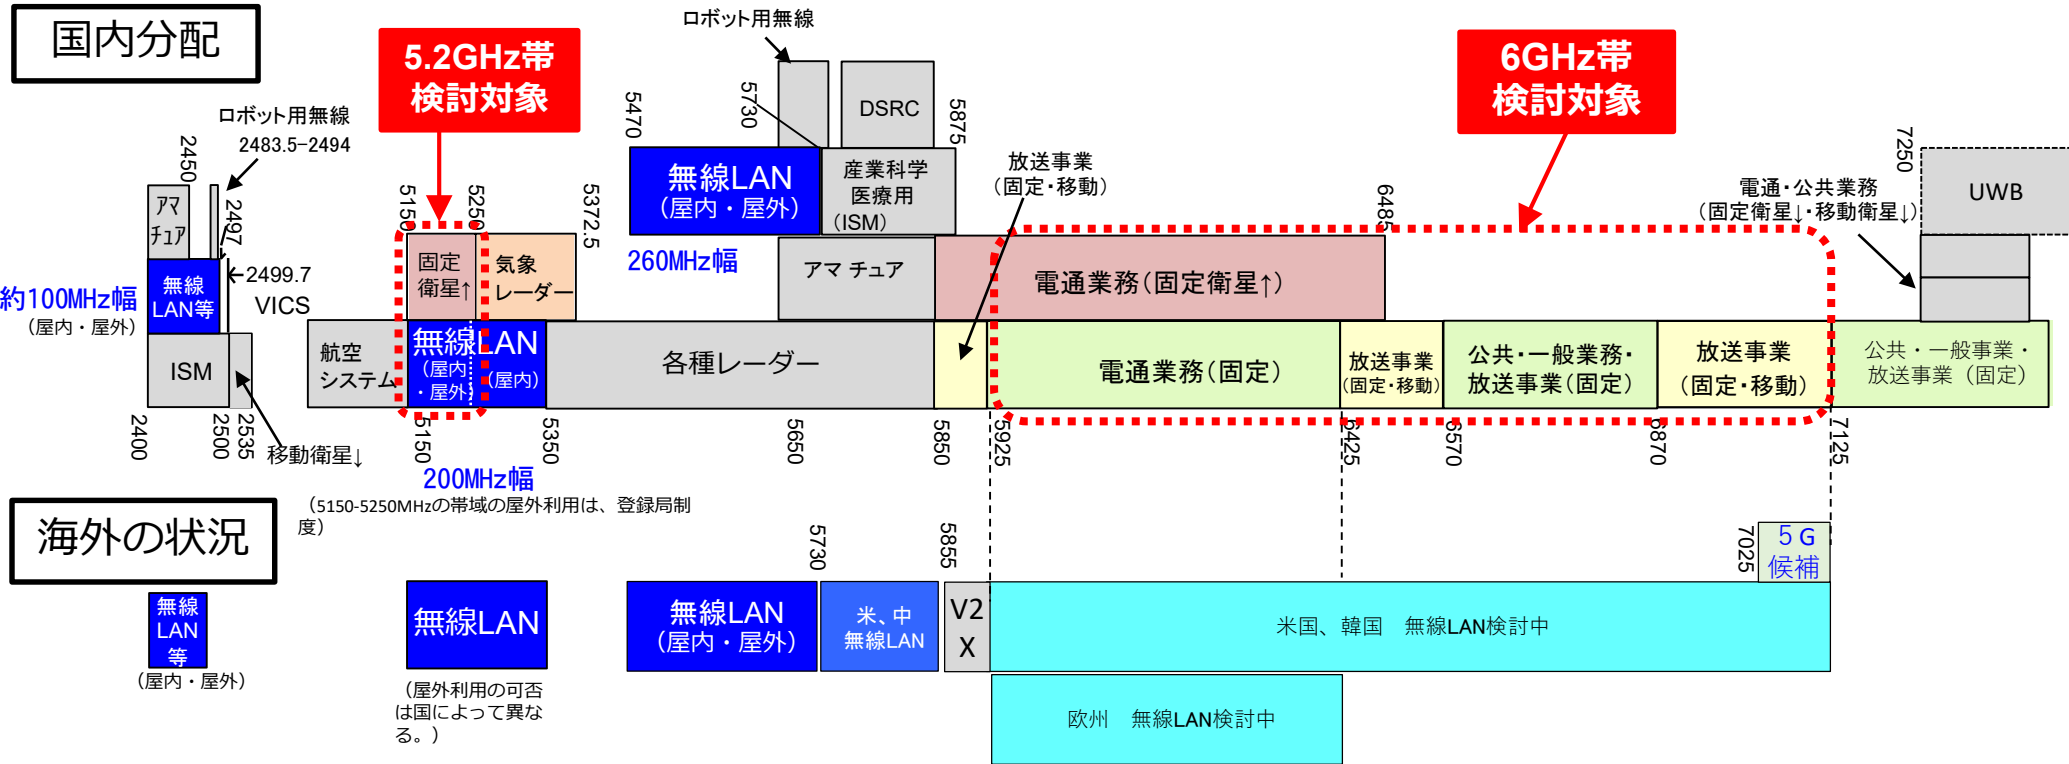 国内分配
5.2GHz帯
検討対象
6GHz帯
検討対象
ロボット用無線
ロボット用無線
2483.5-2494
2450
2497
アマ
チュア
無線
LAN等
2499.7
VICS
約100MHz幅
（屋内・屋外）
ISM
2400
2500
2535
移動衛星↓
5150
5250
5372.5
固定
衛星↑
気象
レーダー
航空
システム
無線LAN
（屋内
・屋外）
（屋内）
5150
5350
200MHz幅
（5150-5250MHzの帯域の屋外利用は、登録局制
度）
5470
5730
5875
DSRC
無線LAN
（屋内・屋外）
産業科学
医療用
(ISM)
260MHz幅
アマ チュア
各種レーダー
5650
5850
放送事業
（固定・移動）
電通業務（固定衛星↑）
6485
電通業務（固定）
放送事業
（固定・移動）
公共・一般業務・
放送事業（固定）
放送事業
（固定・移動）
5925
6425
6570
6870
7125
7250
UWB
電通・公共業務
（固定衛星↓・移動衛星↓）
公共・一般事業・
放送事業（固定）
海外の状況
無線
LAN
等
（屋内・屋外）
無線LAN
（屋外利用の可否
は国によって異な
る。）
無線LAN
（屋内・屋外）
5730
米、中
無線LAN
5855
V2
X
7025
５G
候補
米国、韓国　無線LAN検討中
欧州　無線LAN検討中